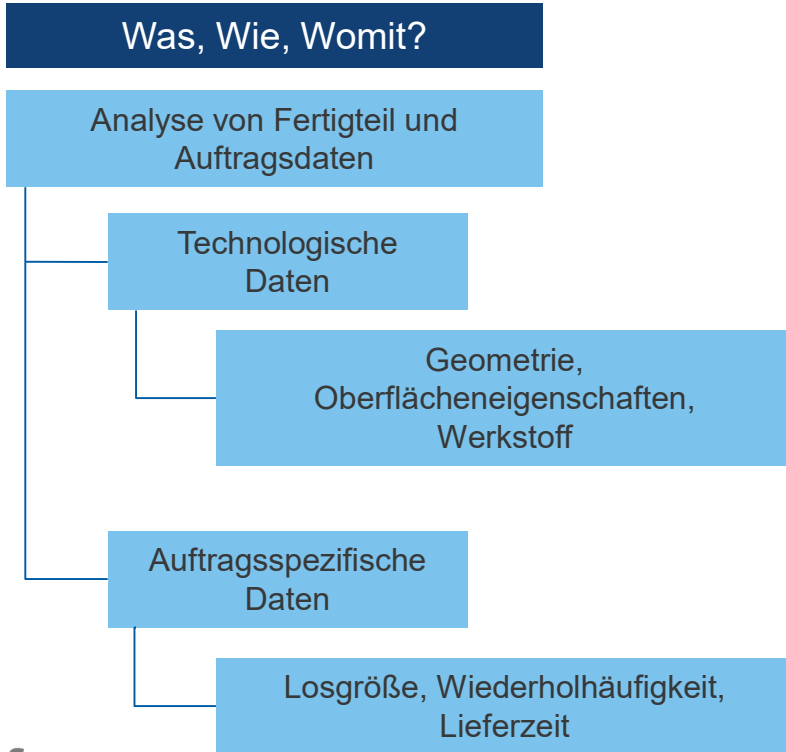 Was, Wie, Womit?
Analyse von Fertigteil und
Auftragsdaten
Technologische
Daten
Geometrie,
Oberflächeneigenschaften,
Werkstoff
Auftragsspezifische
Daten
Losgröße, Wiederholhäufigkeit,
Lieferzeit